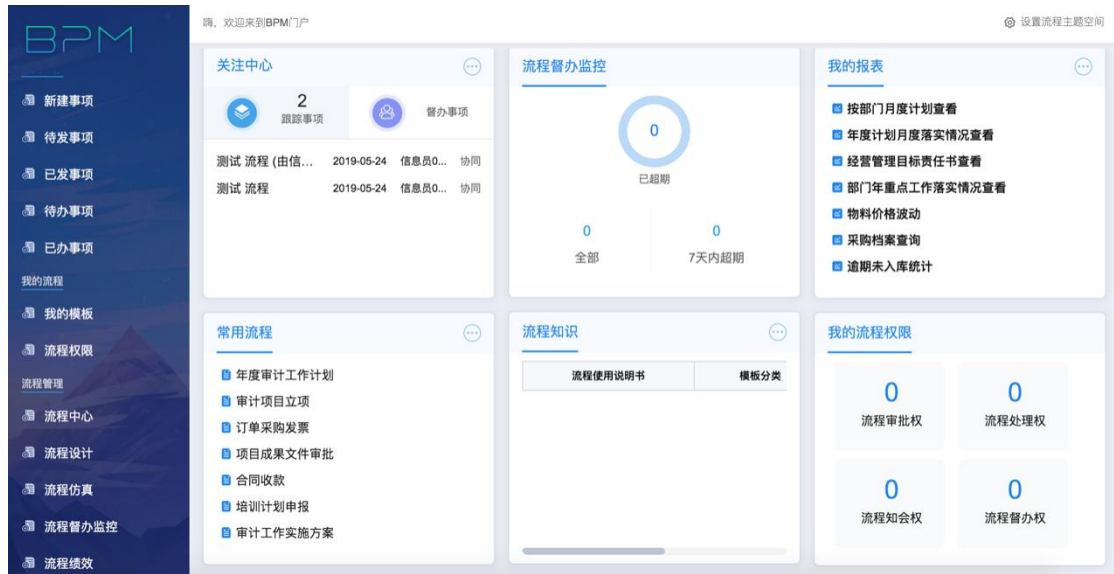 BPM
新建事项
待发事项
已发事项
待办事项
已办事项
我的流程
我的模板
流程权限
流程管理
流程中心
流程设计
流程仿真
流程督办监控
流程绩效
嗨，欢迎来到BPM门户
设置流程主题空间
关注中心
2
跟踪事项
督办事项
测试 流程 (由信... 2019-05-24 信息员0... 协同
测试 流程 2019-05-24 信息员0... 协同
流程督办监控
0
已超期
0 0
全部 7天内超期
我的报表
按部门月度计划查看
年度计划月度落实情况查看
经营管理目标责任书查看
部门年重点工作落实情况查看
物料价格波动
采购档案查询
逾期未入库统计
常用流程
年度审计工作计划
审计项目立项
订单采购发票
项目成果文件审批
合同收款
培训计划申报
审计工作实施方案
流程知识
流程使用说明书 模板分类
我的流程权限
0 0
流程审批权 流程处理权
0 0
流程知会权 流程督办权